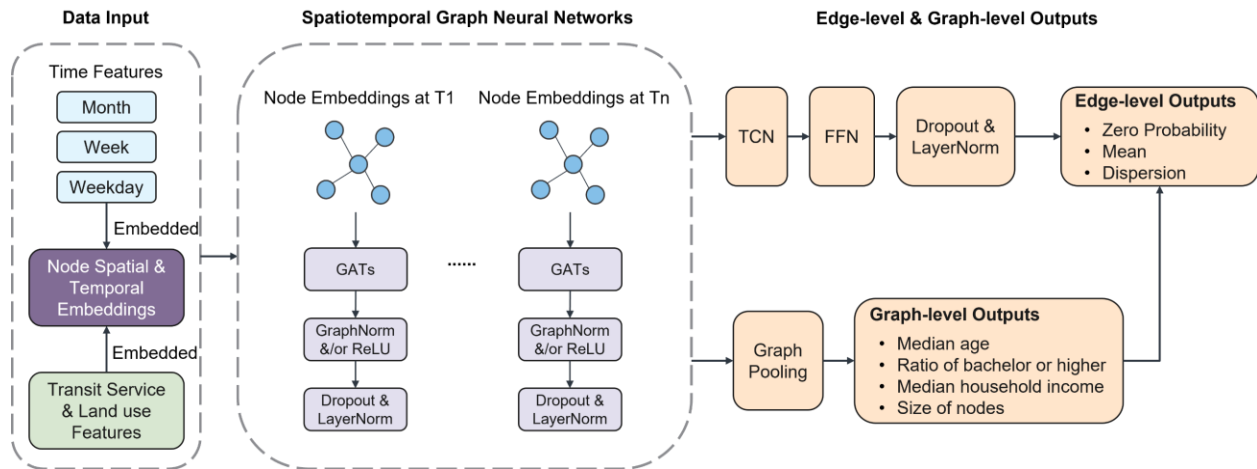 Data Input
Time Features
Month
Week
Weekday
Embedded
Node Spatial &
Temporal
Embeddings
Embedded
Transit Service
& Land use
Features
Spatiotemporal Graph Neural Networks
Node Embeddings at T1
GATs
GraphNorm
&/or ReLU
Dropout &
LayerNorm
......
Node Embeddings at Tn
GATs
GraphNorm
&/or ReLU
Dropout &
LayerNorm
Edge-level & Graph-level Outputs
TCN
FFN
Dropout &
LayerNorm
Edge-level Outputs
• Zero Probability
• Mean
• Dispersion
Graph
Pooling
Graph-level Outputs
• Median age
• Ratio of bachelor or higher
• Median household income
• Size of nodes